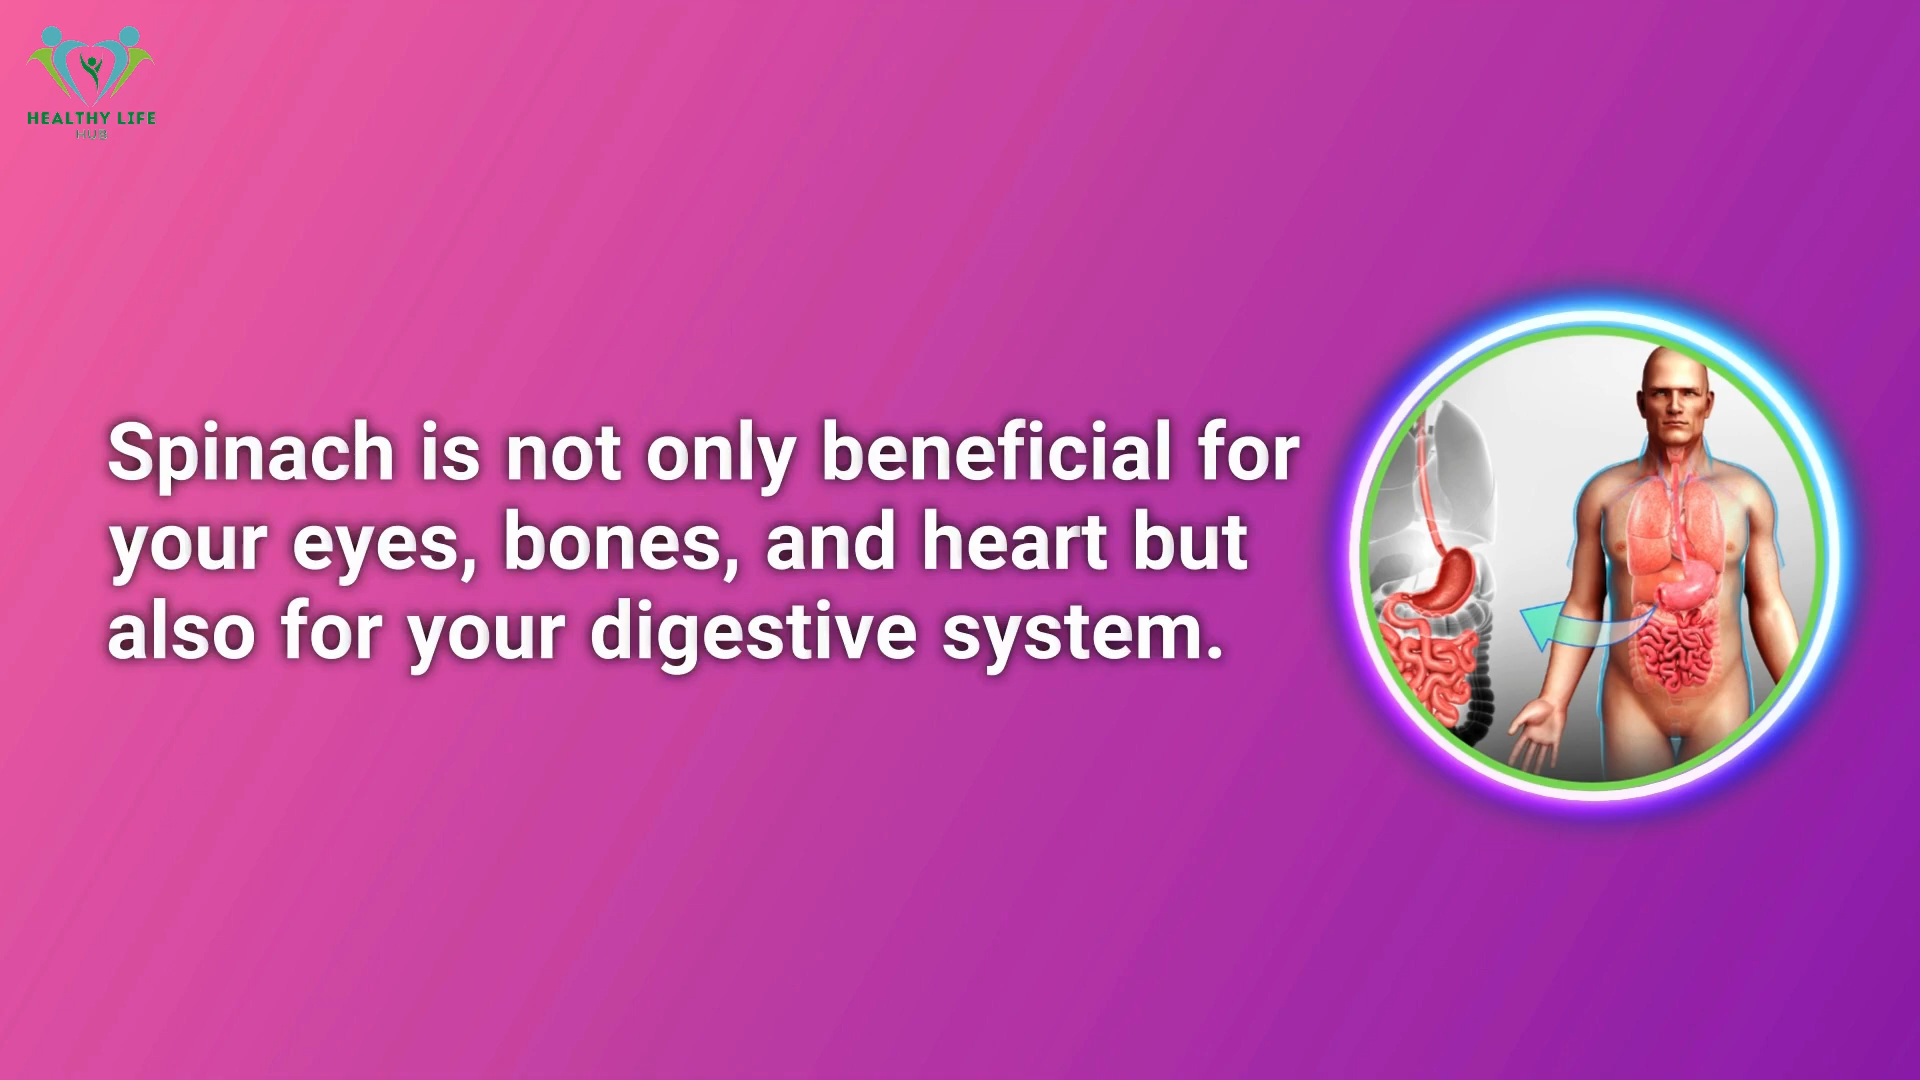 HEALTHY LIFE
HUB
Spinach is not only beneficial for
your eyes, bones, and heart but
also for your digestive system.